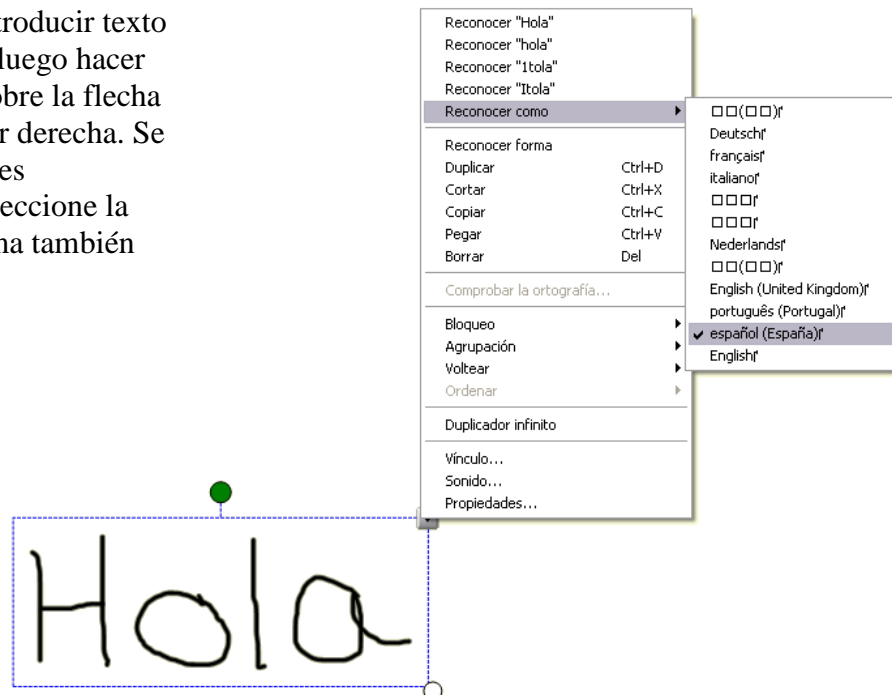 troducir texto
luego hacer
bre la flecha
r derecha. Se
es
eccione la
na también
Reconocer "Hola"
Reconocer "hola"
Reconocer "1tola"
Reconocer "Itola"
Reconocer como
Reconocer forma
Duplicar Ctrl+D
Cortar Ctrl+X
Copiar Ctrl+C
Pegar Ctrl+V
Borrar Del
Comprobar la ortografía...
Bloqueo
Agrupación
Voltear
Ordenar
Duplicador infinito
Vínculo...
Sonido...
Propiedades...
□□(□□)
Deutsch
français
italiano
□□□
□□□
Nederlands
□□(□□)
English (United Kingdom)
português (Portugal)
español (España)
English
Hola